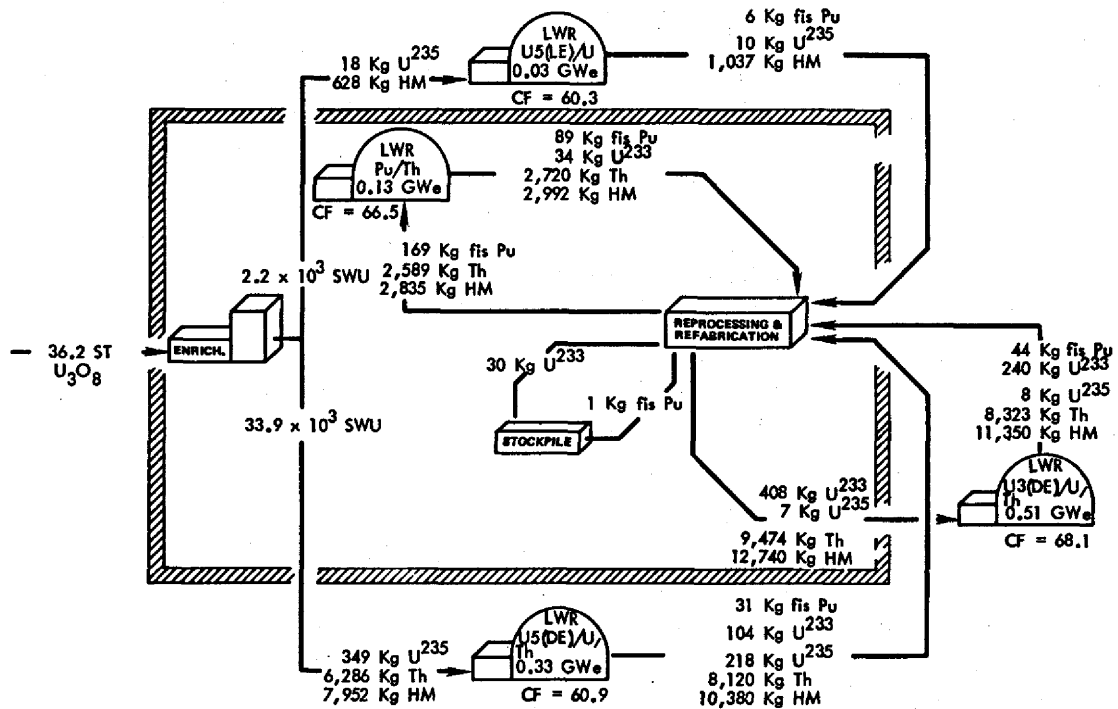 LWR
U5(LE)/U
0.03 GWe
CF = 60.3
18 Kg U235
628 Kg HM
6 Kg fis Pu
10 Kg U235
1,037 Kg HM
LWR
Pu/Th
0.13 GWe
CF = 66.5
89 Kg fis Pu
34 Kg U233
2,720 Kg Th
2,992 Kg HM
169 Kg fis Pu
2,589 Kg Th
2,835 Kg HM
2.2 x 103 SWU
36.2 ST
U3O8
ENRICH.
33.9 x 103 SWU
REPROCESSING &
REFABRICATION
30 Kg U233
1 Kg fis Pu
STOCKPILE
44 Kg fis Pu
240 Kg U233
8 Kg U235
8,323 Kg Th
11,350 Kg HM
408 Kg U233
7 Kg U235
9,474 Kg Th
12,740 Kg HM
LWR
U3(DE)/U/
Th
0.51 GWe
CF = 68.1
349 Kg U235
6,286 Kg Th
7,952 Kg HM
LWR
U5(DE)/U/
Th
0.33 GWe
CF = 60.9
31 Kg fis Pu
104 Kg U233
218 Kg U235
8,120 Kg Th
10,380 Kg HM